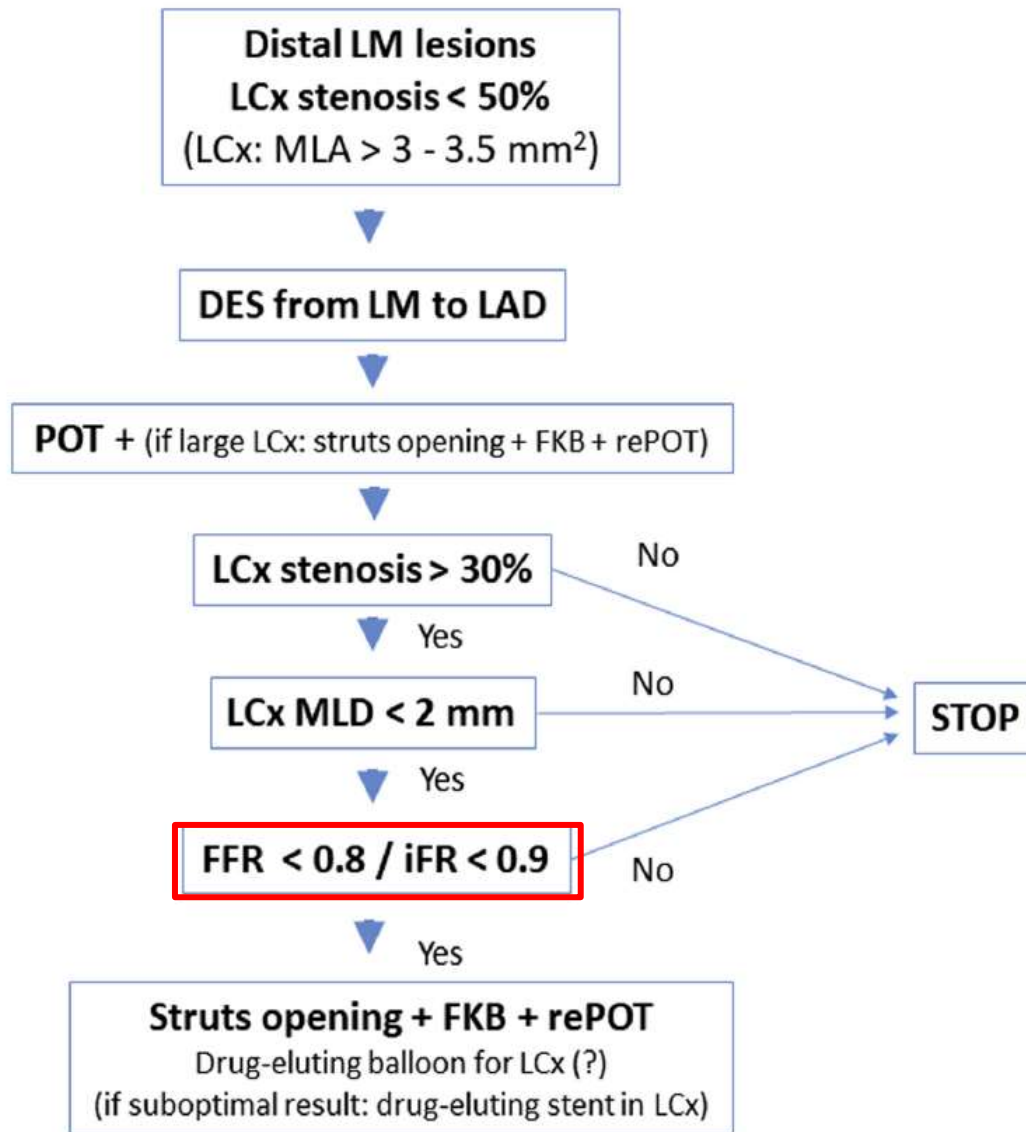 Distal LM lesions
LCx stenosis < 50%
(LCx: MLA > 3 - 3.5 mm²)
DES from LM to LAD
POT + (if large LCx: struts opening + FKB + rePOT)
LCx stenosis > 30%
No
Yes
LCx MLD < 2 mm
No
STOP
Yes
FFR < 0.8 / iFR < 0.9
No
Yes
Struts opening + FKB + rePOT
Drug-eluting balloon for LCx (?)
(if suboptimal result: drug-eluting stent in LCx)